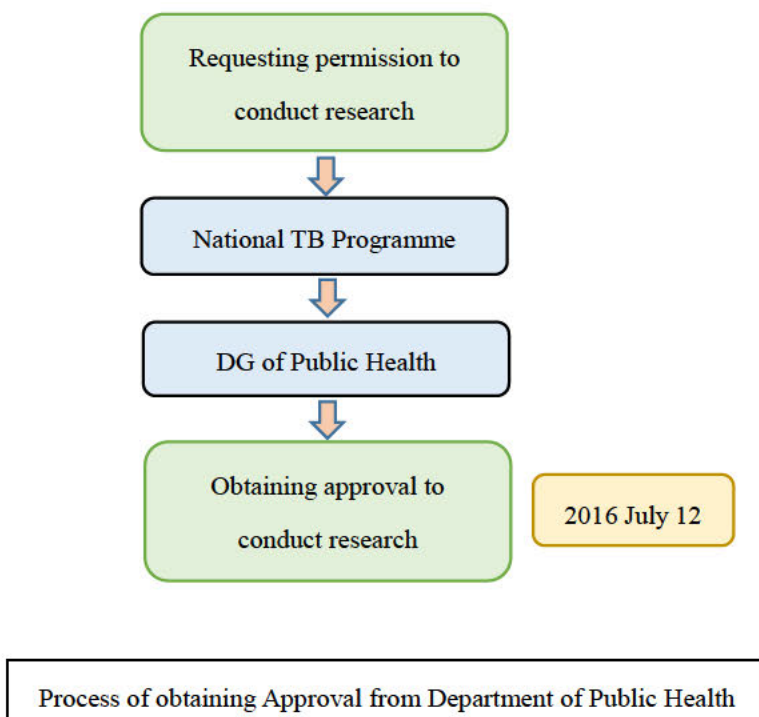 Requesting permission to
conduct research
National TB Programme
DG of Public Health
Obtaining approval to
conduct research
2016 July 12
Process of obtaining Approval from Department of Public Health